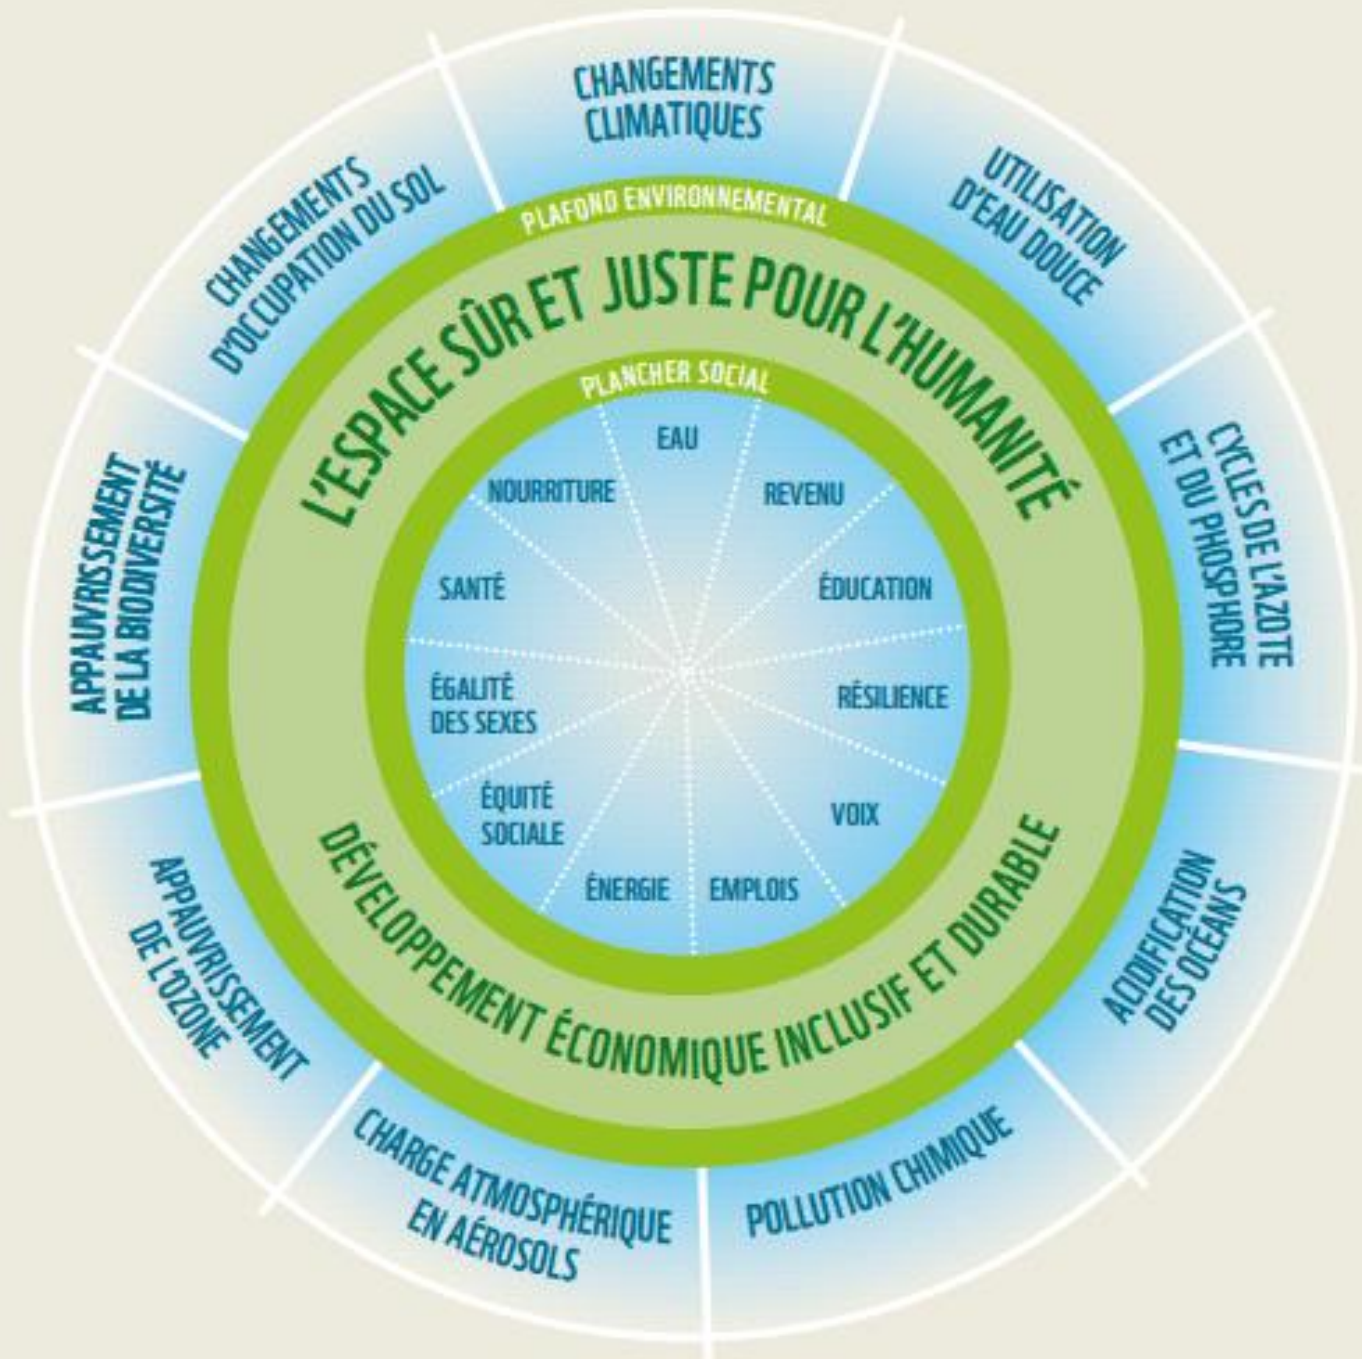 CHANGEMENTS
CLIMATIQUES
UTILISATION
D'EAU DOUCE
CYCLES DE L'AZOTE
ET DU PHOSPHORE
ACIDIFICATION
DES OCÉANS
POLLUTION CHIMIQUE
CHARGE ATMOSPHÉRIQUE
EN AÉROSOLS
APPAUVRISSEMENT
DE L'OZONE
APPAUVRISSEMENT
DE LA BIODIVERSITÉ
CHANGEMENTS
D'OCCUPATION DU SOL
PLAFOND ENVIRONNEMENTAL
L'ESPACE SÛR ET JUSTE POUR L'HUMANITÉ
PLANCHER SOCIAL
EAU
REVENU
ÉDUCATION
RÉSILIENCE
VOIX
EMPLOIS
ÉNERGIE
ÉQUITÉ
SOCIALE
ÉGALITÉ
DES SEXES
SANTÉ
NOURRITURE
DÉVELOPPEMENT ÉCONOMIQUE INCLUSIF ET DURABLE